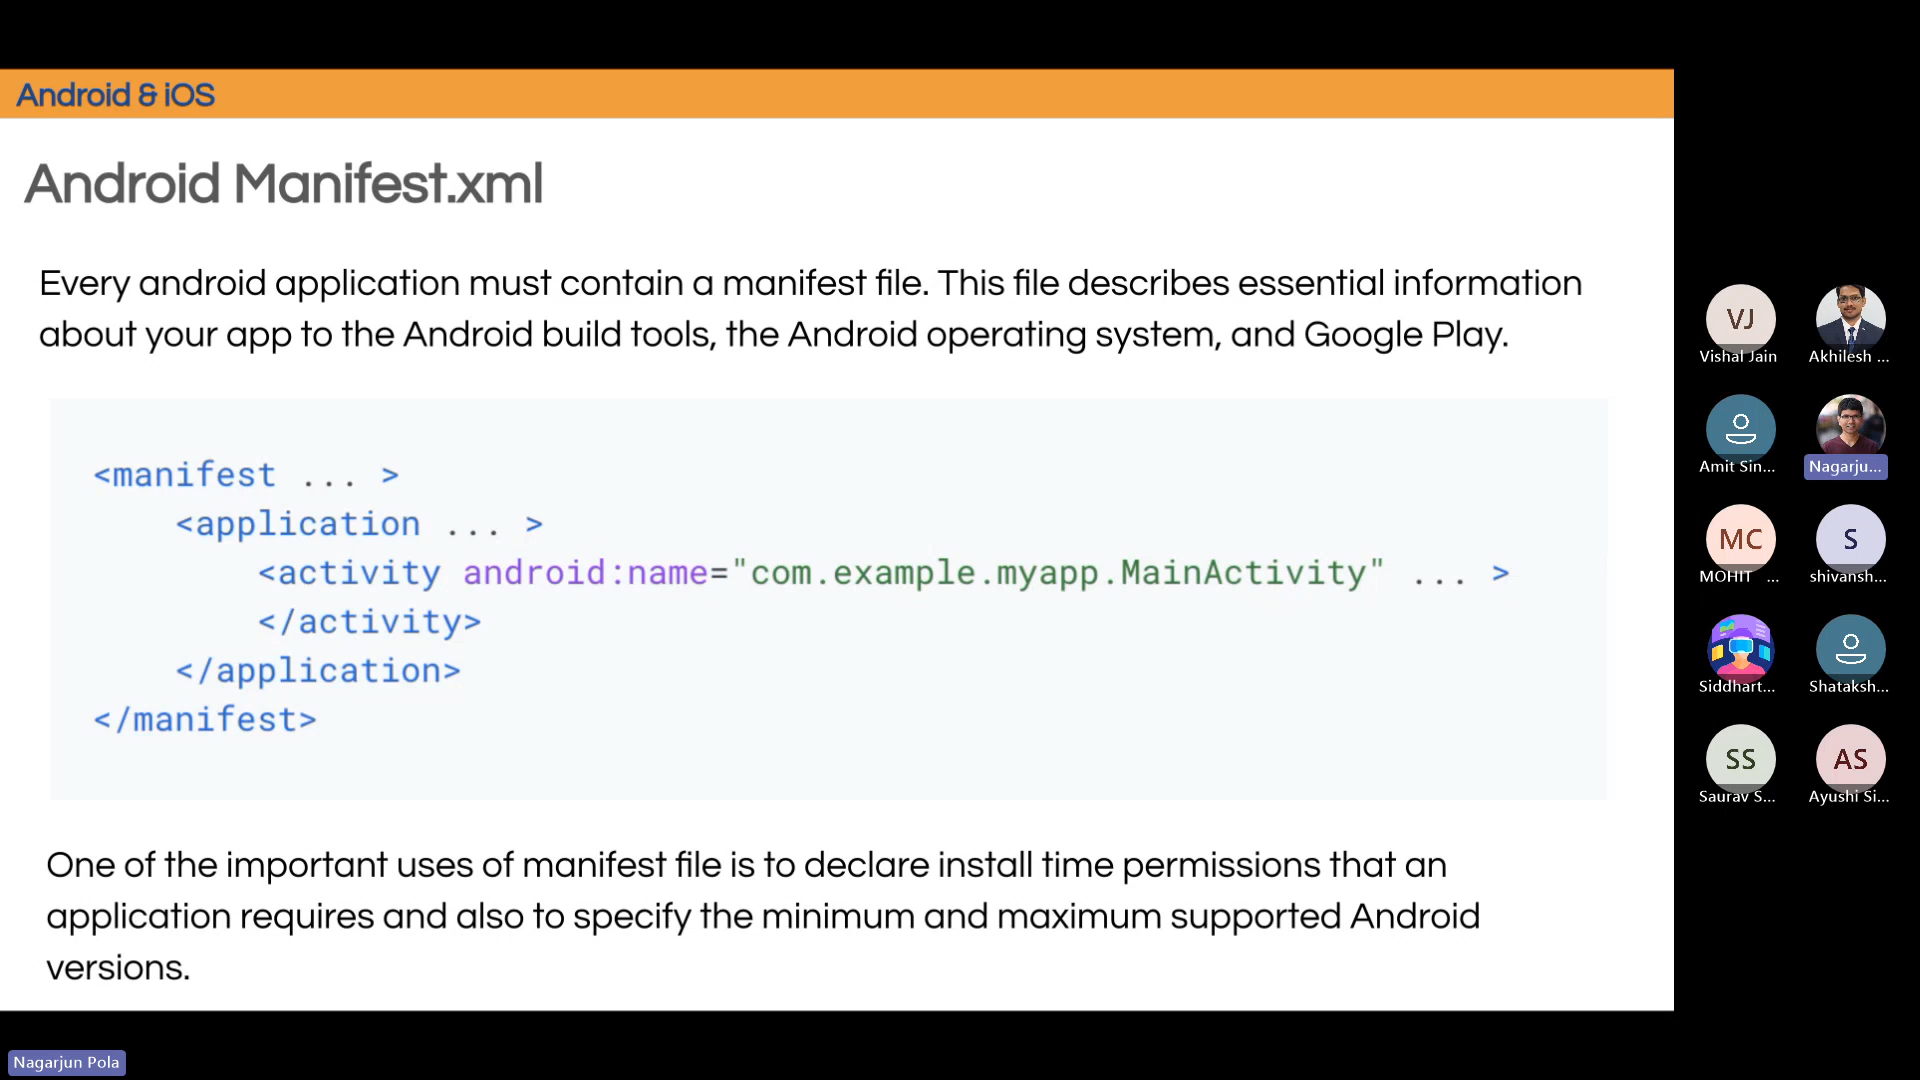 Android & iOS
Android Manifest.xml
Every android application must contain a manifest file. This file describes essential information
about your app to the Android build tools, the Android operating system, and Google Play.
<manifest ... >
    <application ... >
        <activity android:name="com.example.myapp.MainActivity" ... >
        </activity>
    </application>
</manifest>
One of the important uses of manifest file is to declare install time permissions that an
application requires and also to specify the minimum and maximum supported Android
versions.
VJ
Vishal Jain
Akhilesh ...
Amit Sin...
Nagarju...
MC
MOHIT ...
S
shivansh...
Siddhart...
Shataksh...
SS
Saurav S...
AS
Ayushi Si...
Nagarjun Pola